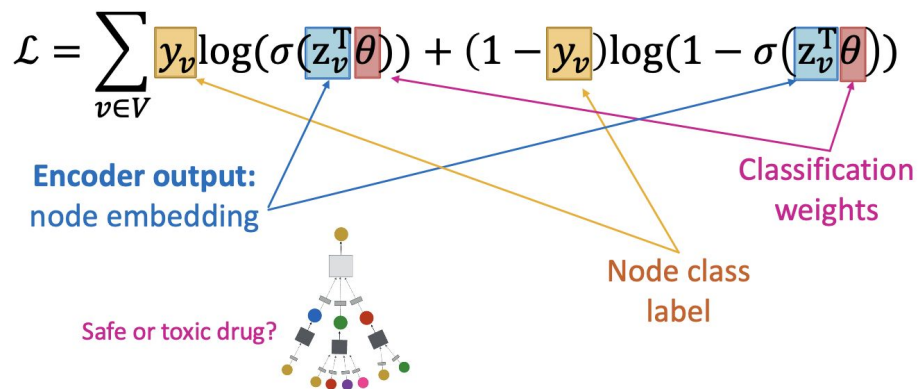 ℒ = ∑_{v∈V} y_v log(σ(z_v^T θ)) + (1 − y_v)log(1 − σ(z_v^T θ))
Encoder output:
node embedding
Classification
weights
Node class
label
Safe or toxic drug?